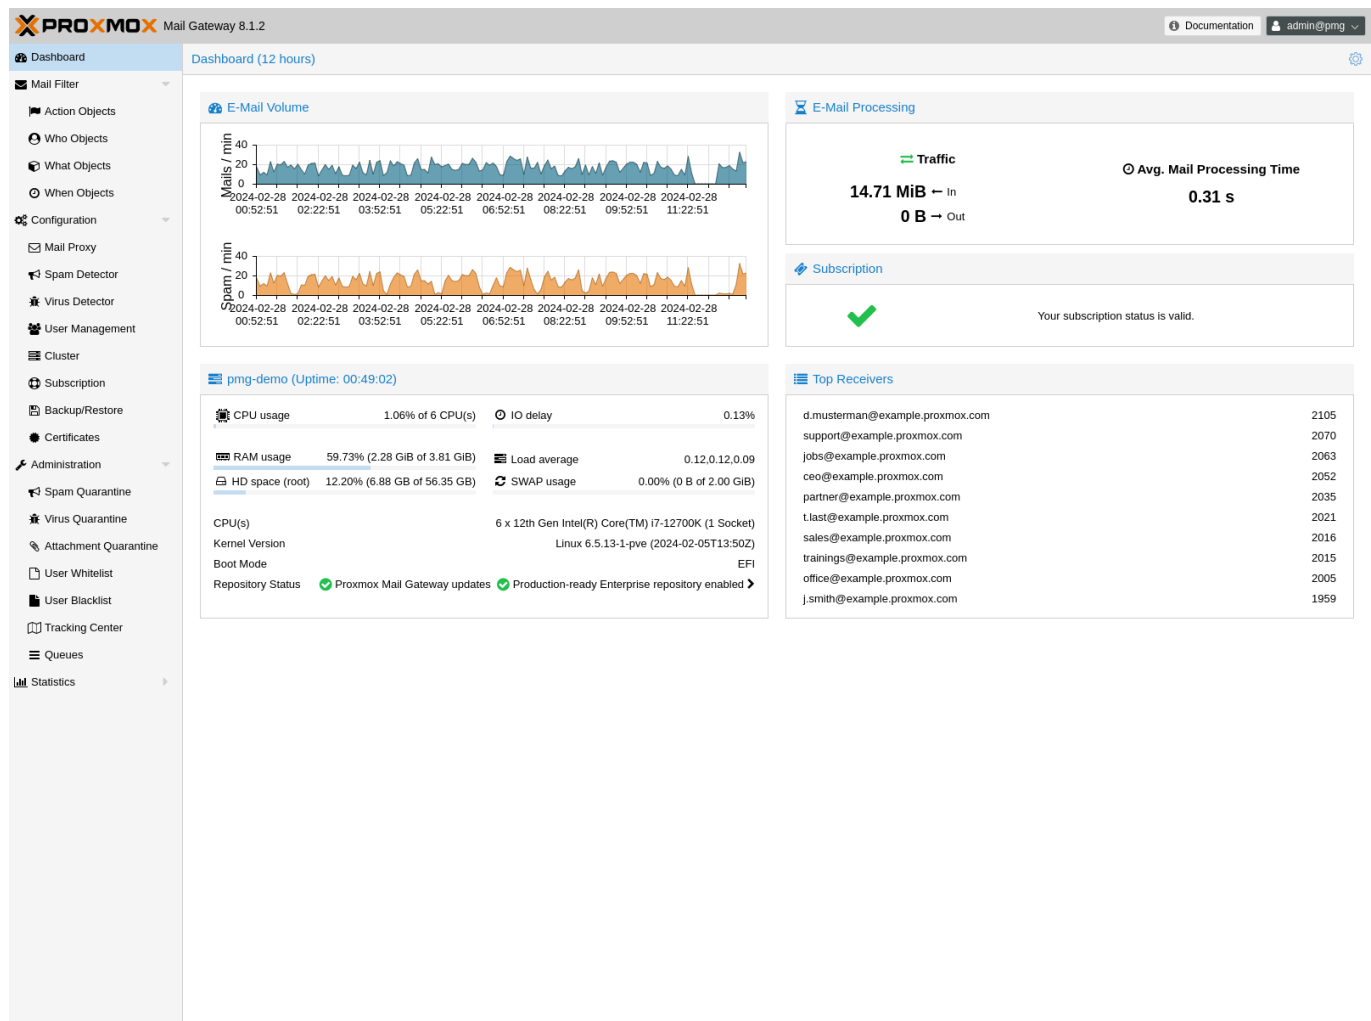 PROXMOX Mail Gateway 8.1.2
Documentation
admin@pmg
Dashboard
Mail Filter
Action Objects
Who Objects
What Objects
When Objects
Configuration
Mail Proxy
Spam Detector
Virus Detector
User Management
Cluster
Subscription
Backup/Restore
Certificates
Administration
Spam Quarantine
Virus Quarantine
Attachment Quarantine
User Whitelist
User Blacklist
Tracking Center
Queues
Statistics
Dashboard (12 hours)
E-Mail Volume
Mails / min
40
20
0
2024-02-28 2024-02-28 2024-02-28 2024-02-28 2024-02-28 2024-02-28 2024-02-28 2024-02-28
00:52:51 02:22:51 03:52:51 05:22:51 06:52:51 08:22:51 09:52:51 11:22:51
Spam / min
40
20
0
2024-02-28 2024-02-28 2024-02-28 2024-02-28 2024-02-28 2024-02-28 2024-02-28 2024-02-28
00:52:51 02:22:51 03:52:51 05:22:51 06:52:51 08:22:51 09:52:51 11:22:51
E-Mail Processing
Traffic
14.71 MiB ← In
0 B → Out
Avg. Mail Processing Time
0.31 s
Subscription
Your subscription status is valid.
pmg-demo (Uptime: 00:49:02)
CPU usage 1.06% of 6 CPU(s)
IO delay 0.13%
RAM usage 59.73% (2.28 GiB of 3.81 GiB)
Load average 0.12,0.12,0.09
HD space (root) 12.20% (6.88 GB of 56.35 GB)
SWAP usage 0.00% (0 B of 2.00 GiB)
CPU(s) 6 x 12th Gen Intel(R) Core(TM) i7-12700K (1 Socket)
Kernel Version Linux 6.5.13-1-pve (2024-02-05T13:50Z)
Boot Mode EFI
Repository Status Proxmox Mail Gateway updates Production-ready Enterprise repository enabled
Top Receivers
d.musterman@example.proxmox.com 2105
support@example.proxmox.com 2070
jobs@example.proxmox.com 2063
ceo@example.proxmox.com 2052
partner@example.proxmox.com 2035
t.last@example.proxmox.com 2021
sales@example.proxmox.com 2016
trainings@example.proxmox.com 2015
office@example.proxmox.com 2005
j.smith@example.proxmox.com 1959